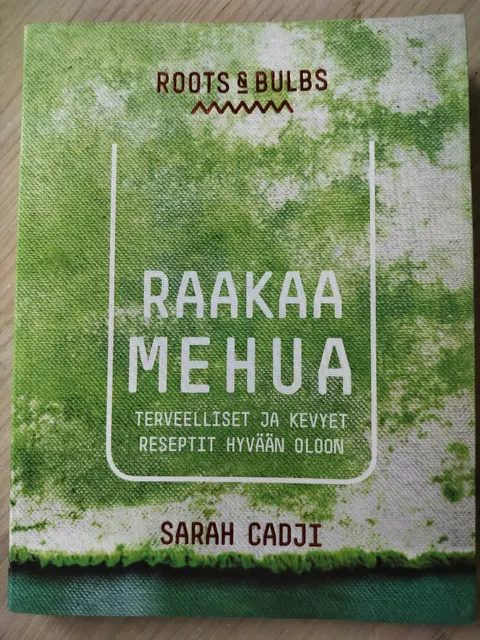 ROOTS & BULBS
RAAKAA
MEHUA
TERVEELLISET JA KEVYET
RESEPTIT HYVÄÄN OLOON
SARAH CADJI